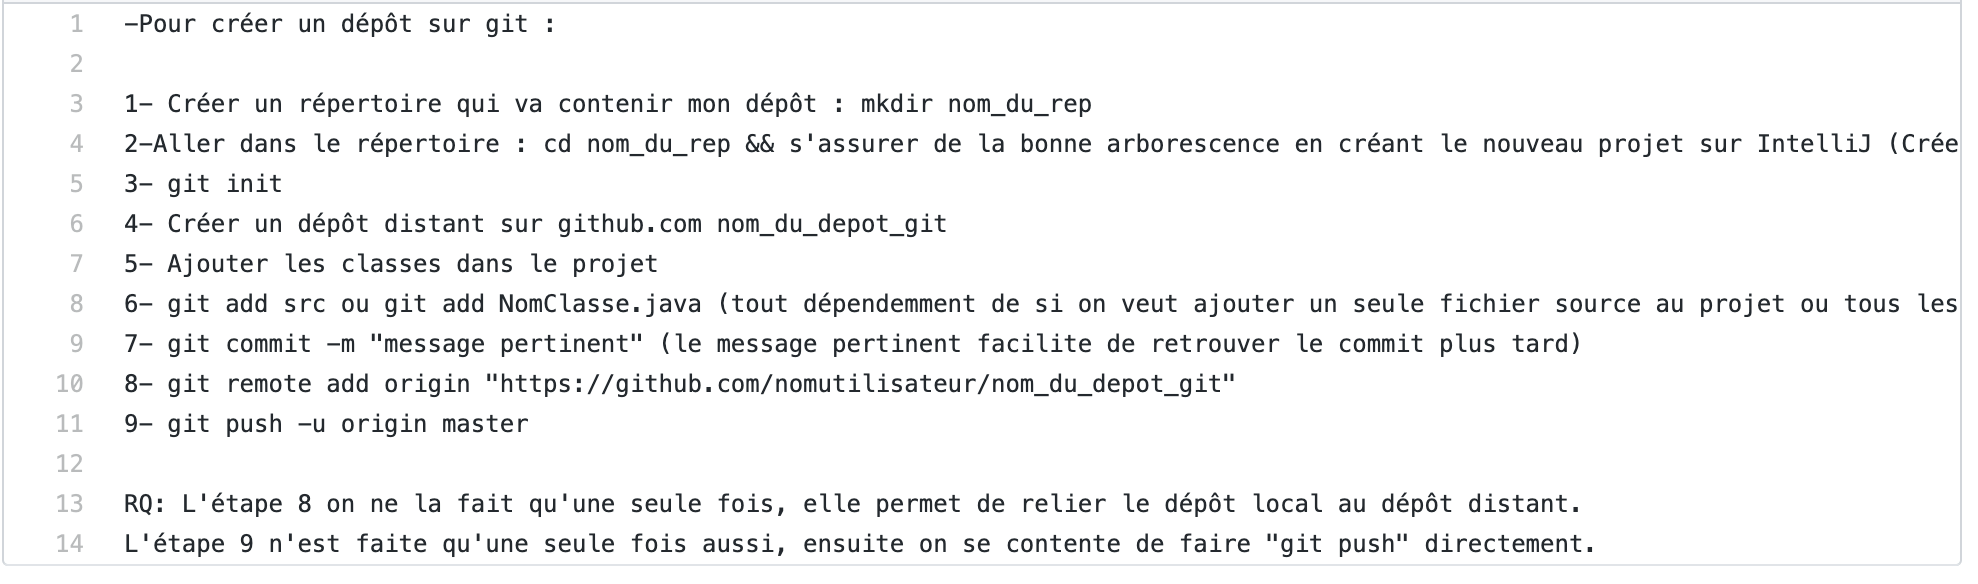 1 -Pour créer un dépôt sur git :
2
3 1- Créer un répertoire qui va contenir mon dépôt : mkdir nom_du_rep
4 2-Aller dans le répertoire : cd nom_du_rep && s'assurer de la bonne arborescence en créant le nouveau projet sur IntelliJ (Crée
5 3- git init
6 4- Créer un dépôt distant sur github.com nom_du_depot_git
7 5- Ajouter les classes dans le projet
8 6- git add src ou git add NomClasse.java (tout dépendemment de si on veut ajouter un seule fichier source au projet ou tous les
9 7- git commit -m "message pertinent" (le message pertinent facilite de retrouver le commit plus tard)
10 8- git remote add origin "https://github.com/nomutilisateur/nom_du_depot_git"
11 9- git push -u origin master
12
13 RQ: L'étape 8 on ne la fait qu'une seule fois, elle permet de relier le dépôt local au dépôt distant.
14 L'étape 9 n'est faite qu'une seule fois aussi, ensuite on se contente de faire "git push" directement.